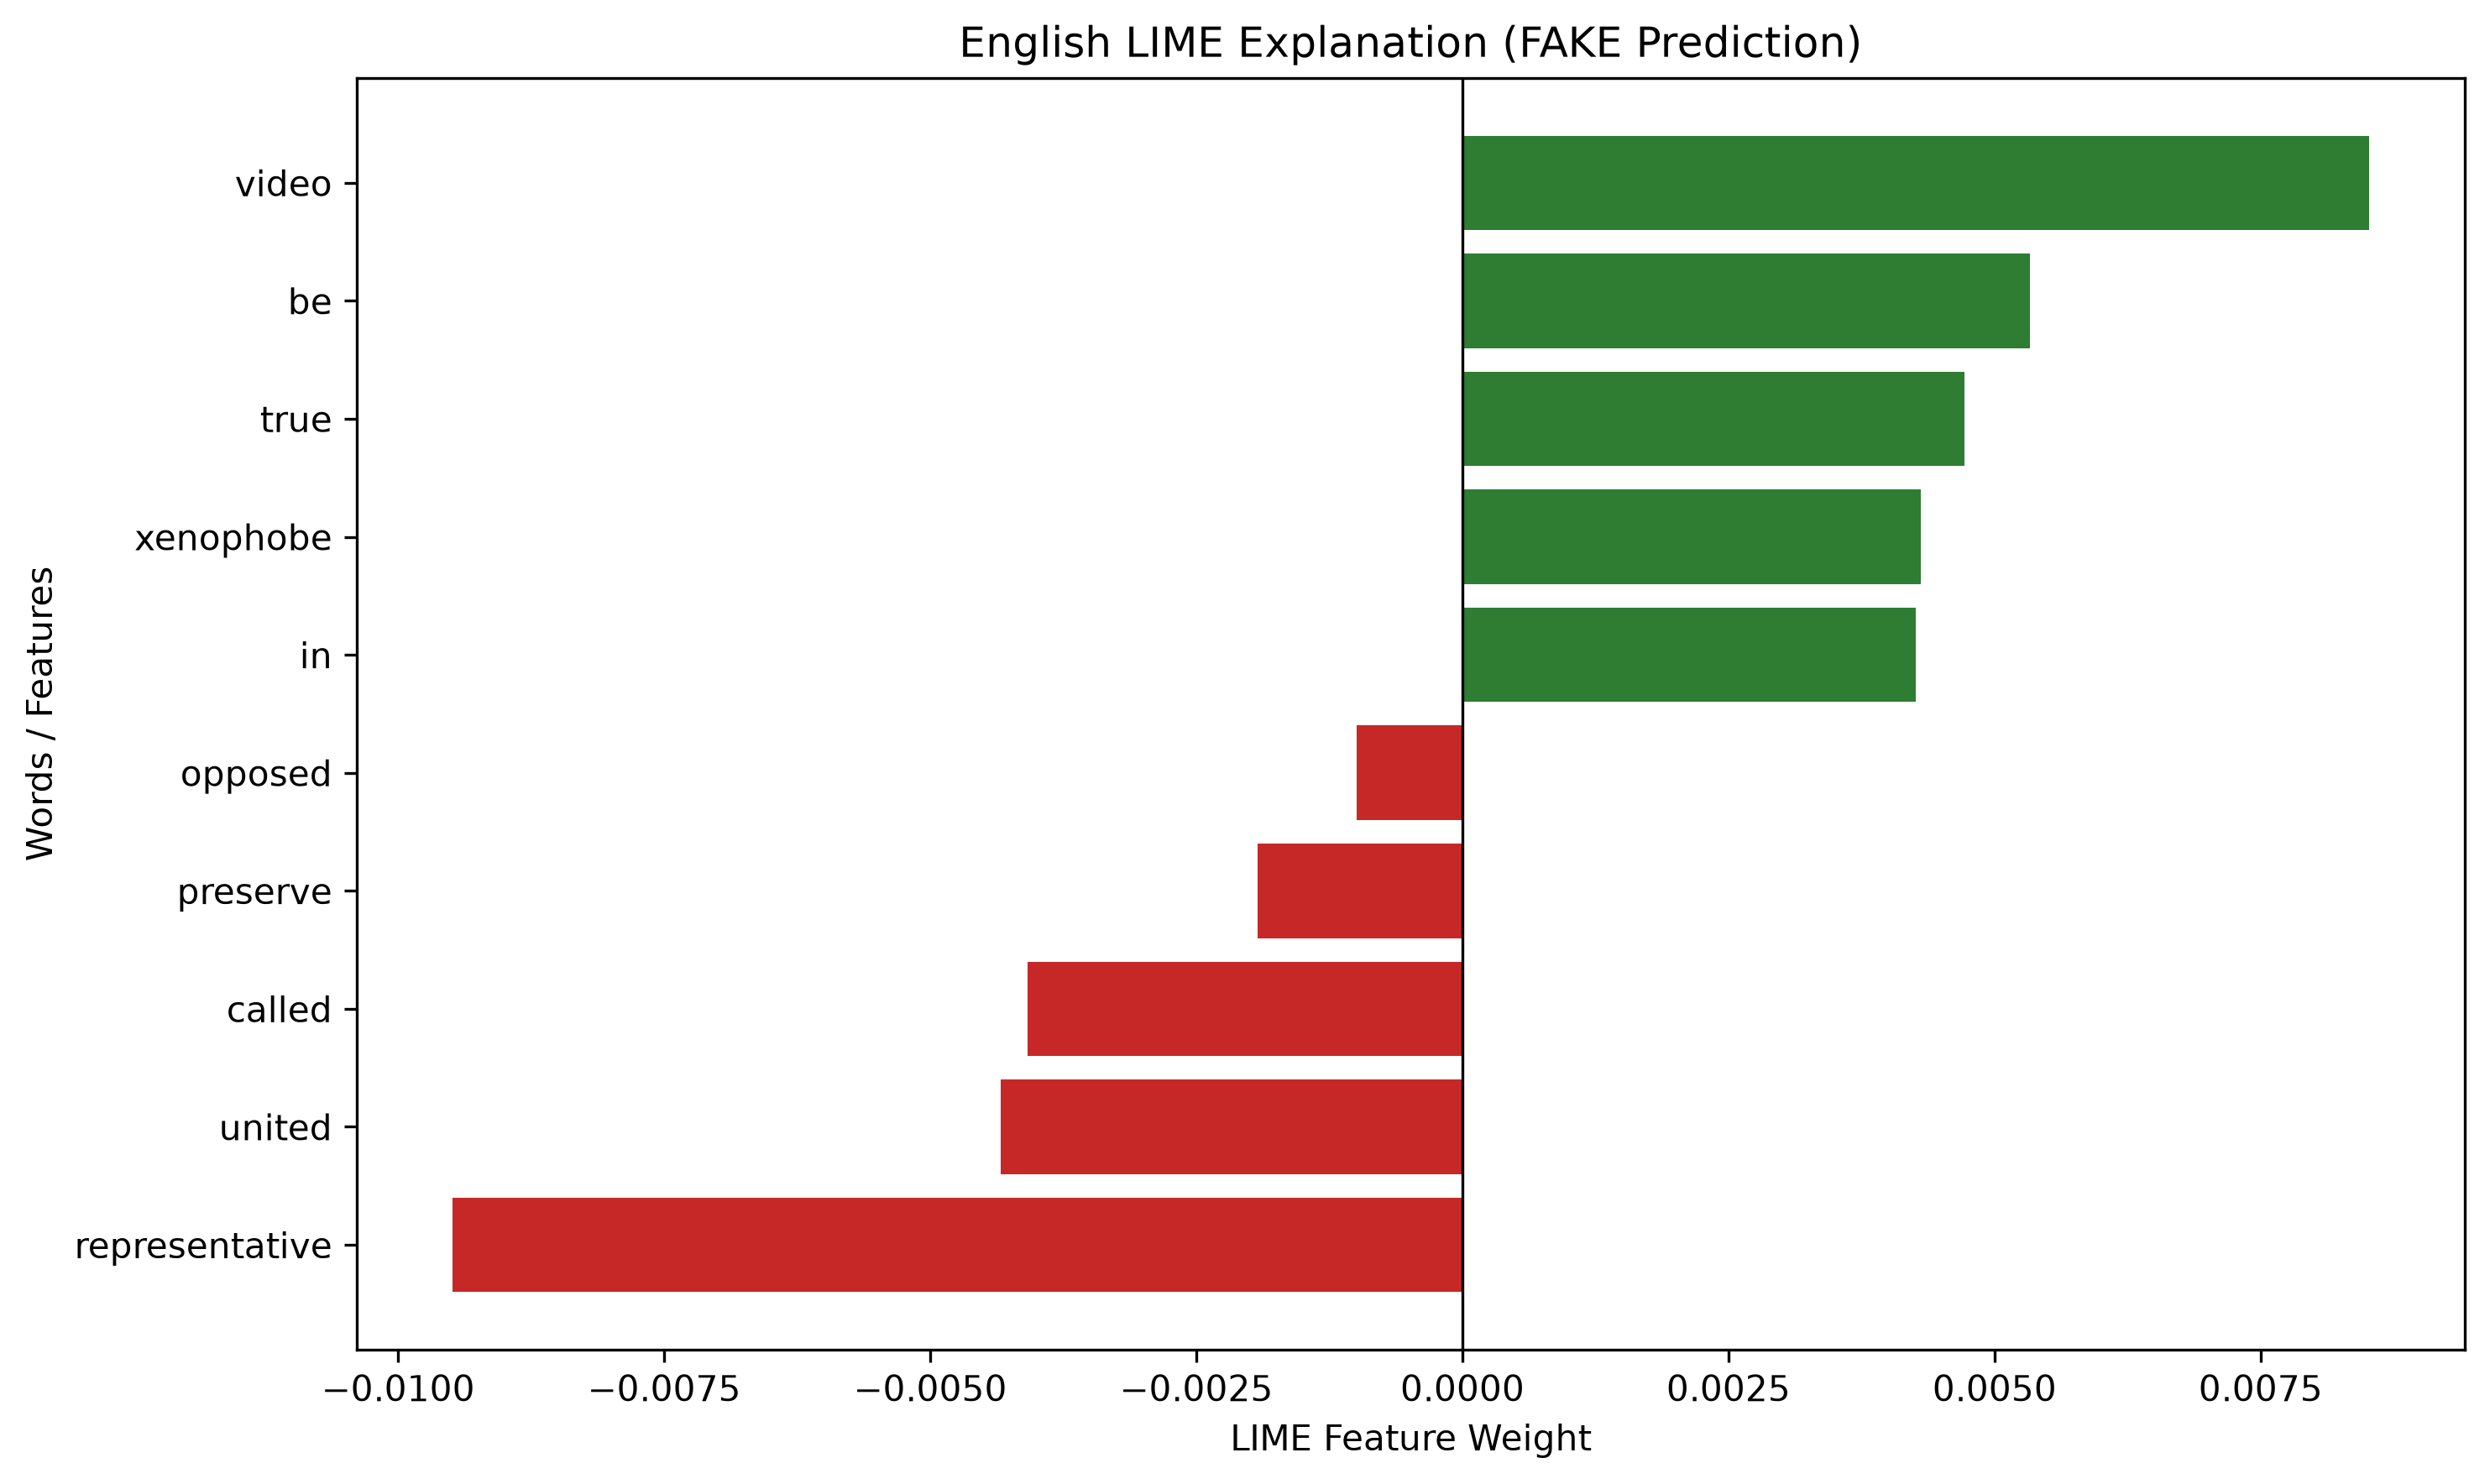 English LIME Explanation (FAKE Prediction)
Words / Features
video
be
true
xenophobe
in
opposed
preserve
called
united
representative
−0.0100 −0.0075 −0.0050 −0.0025 0.0000 0.0025 0.0050 0.0075
LIME Feature Weight